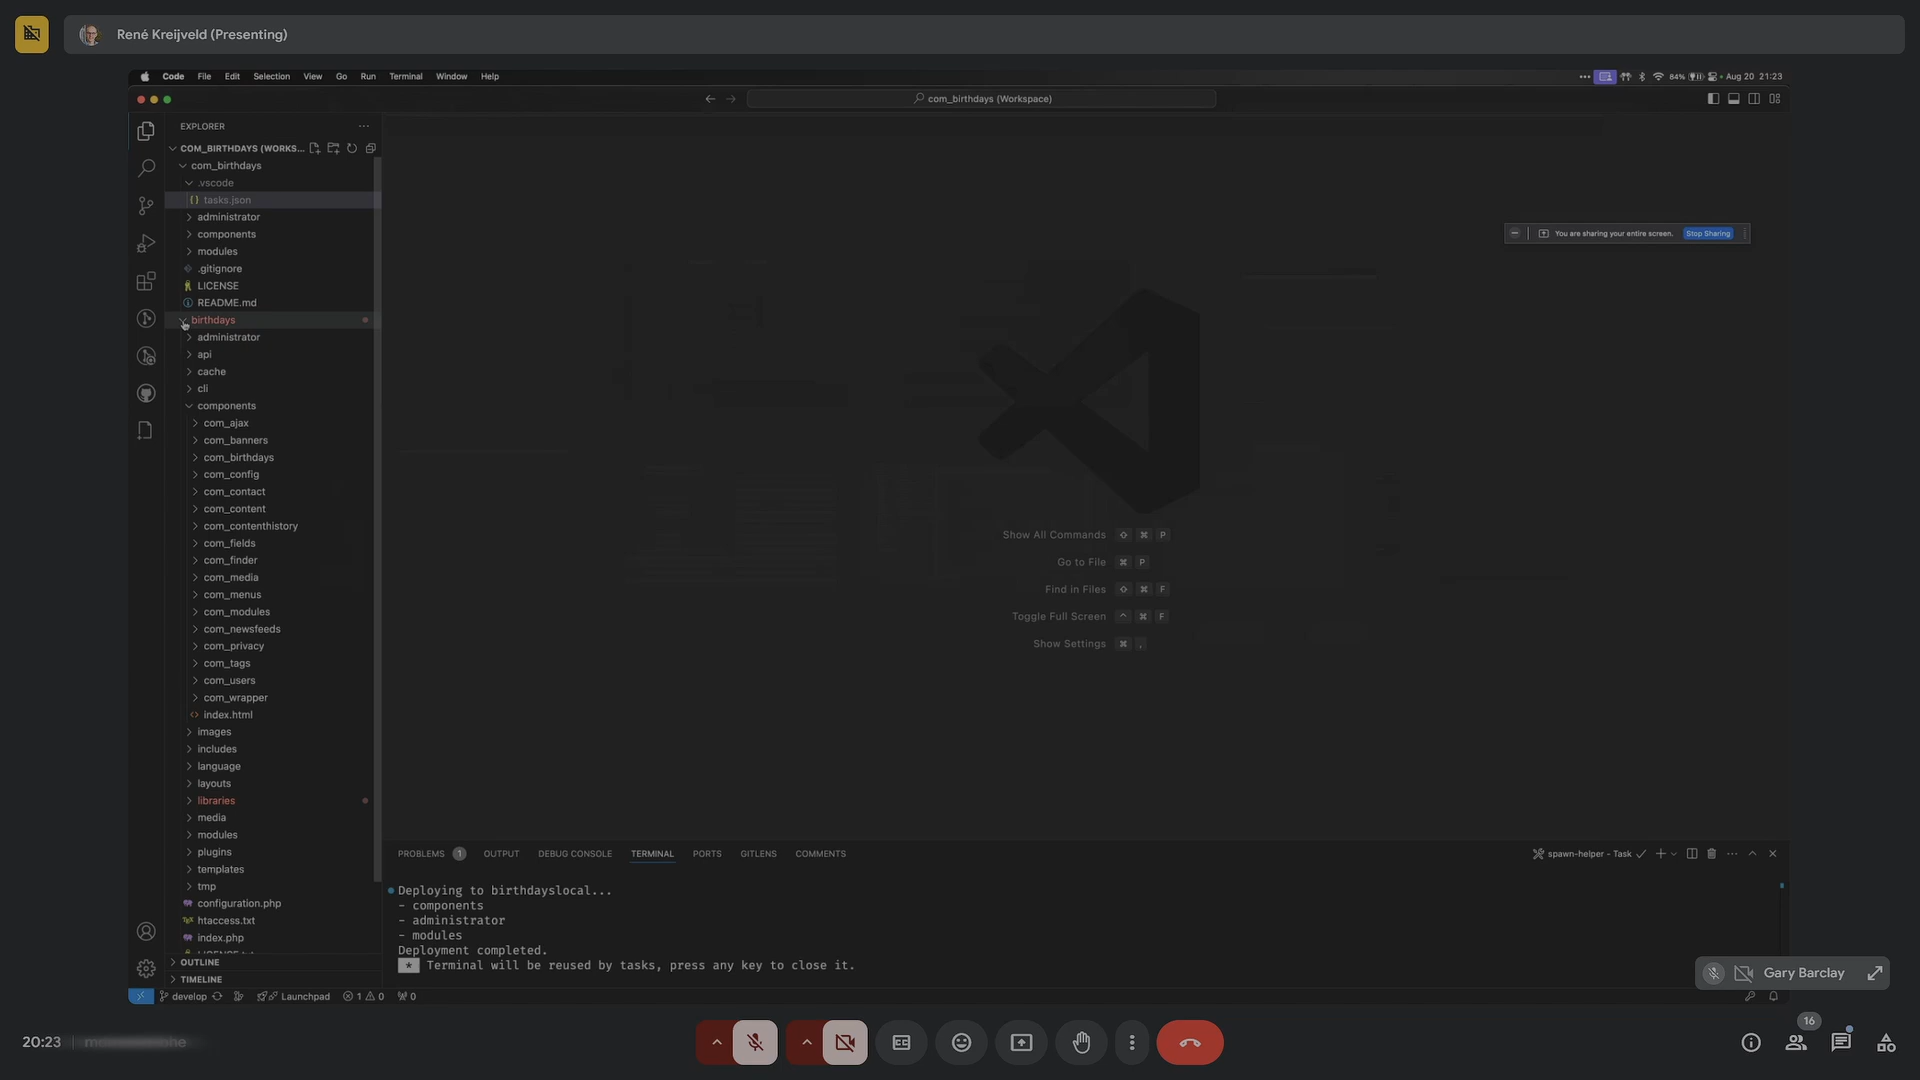 René Kreijveld (Presenting)
Code File Edit Selection View Go Run Terminal Window Help
84% Aug 20 21:23
com_birthdays (Workspace)
EXPLORER
COM_BIRTHDAYS (WORKS...
com_birthdays
.vscode
{} tasks.json
administrator
components
modules
.gitignore
LICENSE
README.md
birthdays
administrator
api
cache
cli
components
com_ajax
com_banners
com_birthdays
com_config
com_contact
com_content
com_contenthistory
com_fields
com_finder
com_media
com_menus
com_modules
com_newsfeeds
com_privacy
com_tags
com_users
com_wrapper
<> index.html
images
includes
language
layouts
libraries
media
modules
plugins
templates
tmp
configuration.php
htaccess.txt
index.php
OUTLINE
TIMELINE
You are sharing your entire screen. Stop Sharing
Show All Commands ⇧ ⌘ P
Go to File ⌘ P
Find in Files ⇧ ⌘ F
Toggle Full Screen ^ ⌘ F
Show Settings ⌘ ,
PROBLEMS 1 OUTPUT DEBUG CONSOLE TERMINAL PORTS GITLENS COMMENTS
spawn-helper - Task
Deploying to birthdayslocal...
- components
- administrator
- modules
Deployment completed.
* Terminal will be reused by tasks, press any key to close it.
Gary Barclay
develop Launchpad 1 0 0
20:23
16